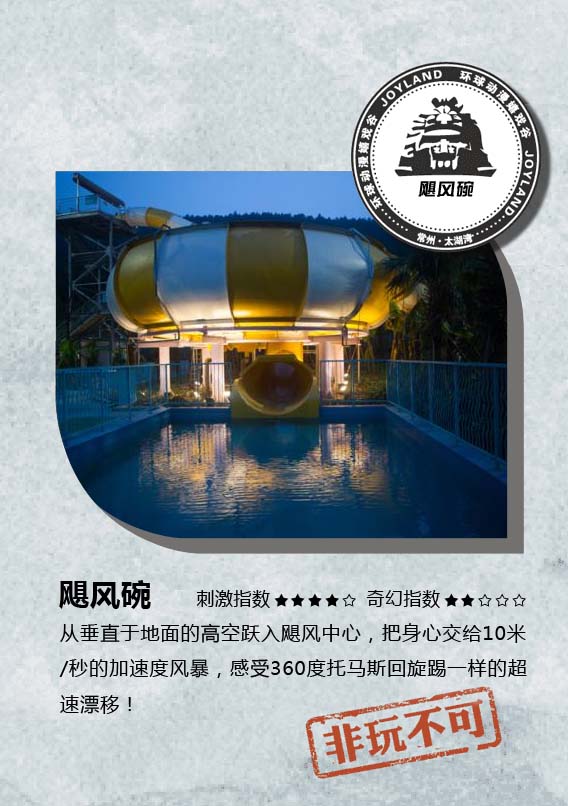 环球动漫嬉戏谷 JOYLAND 环球动漫嬉戏谷 JOYLAND
飓风碗
常州·太湖湾
飓风碗 刺激指数★★★★☆ 奇幻指数★★☆☆☆
从垂直于地面的高空跃入飓风中心，把身心交给10米
/秒的加速度风暴，感受360度托马斯回旋踢一样的超
速漂移！
非玩不可